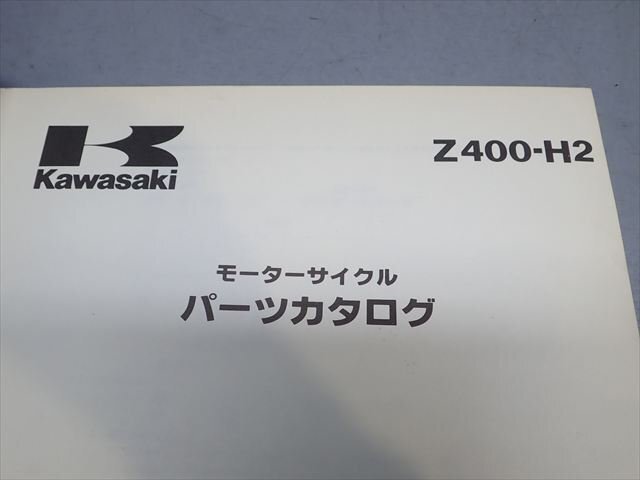 Kawasaki
Z400-H2
モーターサイクル
パーツカタログ